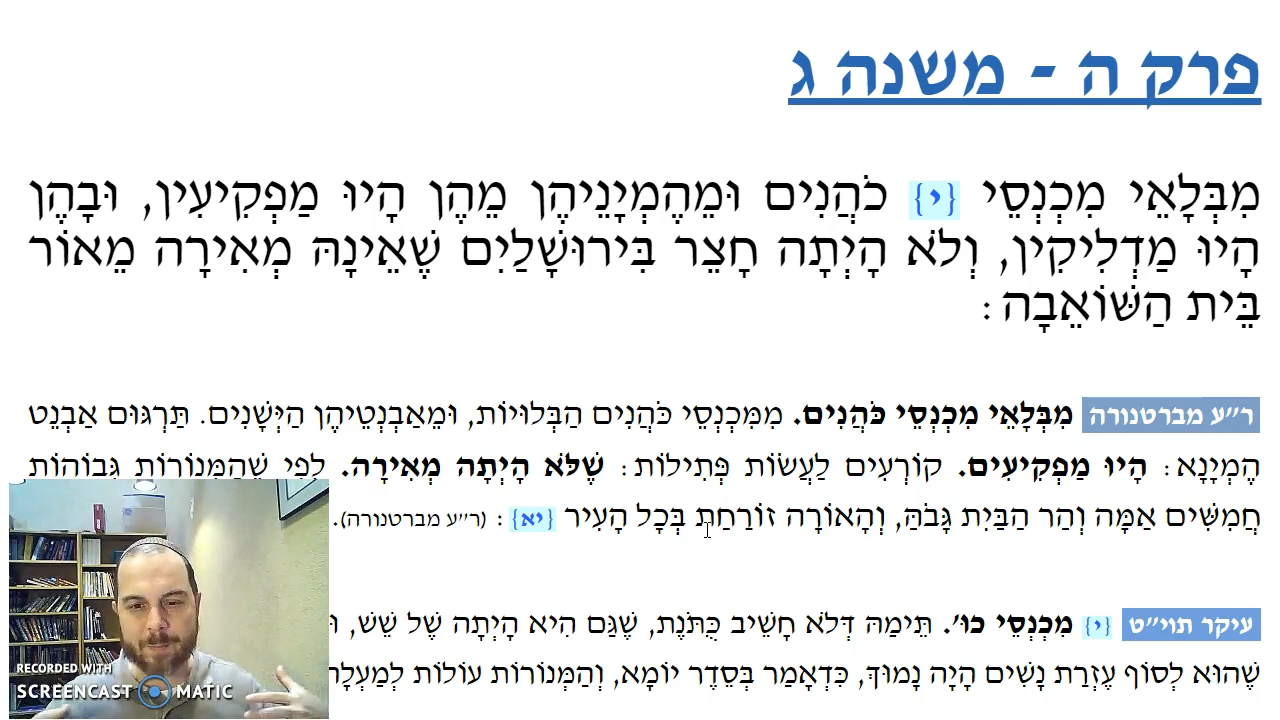 פרק ה - משנה ג
מִבְּלָאֵי מִכְנְסֵי {י} כֹהֲנִים וּמֵהֶמְיָנֵיהֶן מֵהֶן הָיוּ מַפְקִיעִין, וּבָהֶן
הָיוּ מַדְלִיקִין, וְלֹא הָיְתָה חָצֵר בִּירוּשָׁלַיִם שֶׁאֵינָהּ מְאִירָה מֵאוֹר
בֵּית הַשּׁוֹאֵבָה:
ר״ע מברטנורה מִבְּלָאֵי מִכְנְסֵי כֹּהֲנִים. מִמִּכְנְסֵי כֹּהֲנִים הַבְּלוּיוֹת, וּמֵאַבְנְטֵיהֶן הַיְּשָׁנִים. תַּרְגּוּם אַבְנֵט
הֶמְיָנָא: הָיוּ מַפְקִיעִים. קוֹרְעִים לַעֲשׂוֹת פְּתִילוֹת: שֶׁלֹּא הָיְתָה מְאִירָה. לְפִי שֶׁהַמְּנוֹרוֹת גְּבוֹהוֹת
חֲמִשִּׁים אַמָּה וְהַר הַבַּיִת גָּבֹהַּ, וְהָאוֹרָה זוֹרַחַת בְּכָל הָעִיר {יא}: (ר״ע מברטנורה).
עיקר תוי״ט {י} מִכְנְסֵי כוּ׳. תֵּימַהּ דְּלֹא חָשֵׁיב כֻּתֹּנֶת, שֶׁגַּם הִיא הָיְתָה שֶׁל שֵׁשׁ,
שֶׁהוּא לְסוֹף עֶזְרַת נָשִׁים הָיָה נָמוּךְ, כִּדְאָמַר בְּסֵדֶר יוֹמָא, וְהַמְּנוֹרוֹת עוֹלוֹת לְמַעְלָה
RECORDED WITH
SCREENCAST MATIC